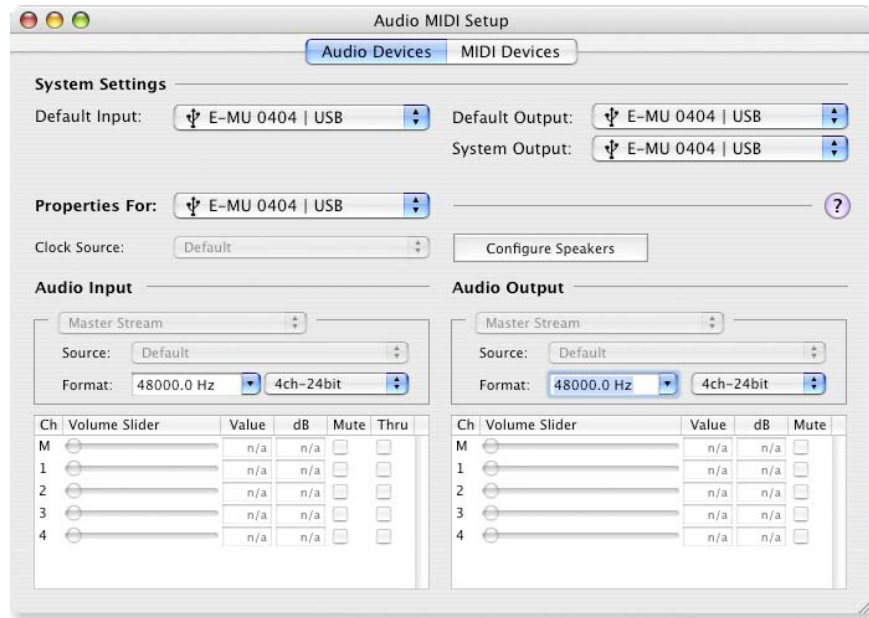 Audio MIDI Setup
Audio Devices MIDI Devices
System Settings
Default Input: E-MU 0404 | USB
Default Output: E-MU 0404 | USB
System Output: E-MU 0404 | USB
Properties For: E-MU 0404 | USB ?
Clock Source: Default
Configure Speakers
Audio Input
Master Stream
Source: Default
Format: 48000.0 Hz 4ch-24bit
Ch Volume Slider Value dB Mute Thru
M n/a n/a
1 n/a n/a
2 n/a n/a
3 n/a n/a
4 n/a n/a
Audio Output
Master Stream
Source: Default
Format: 48000.0 Hz 4ch-24bit
Ch Volume Slider Value dB Mute
M n/a n/a
1 n/a n/a
2 n/a n/a
3 n/a n/a
4 n/a n/a